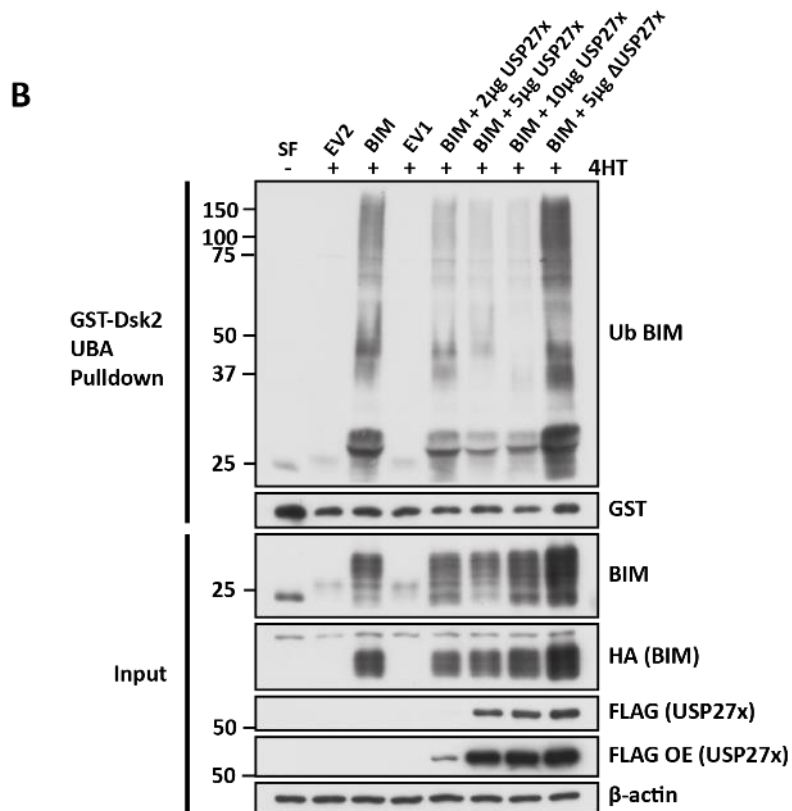 B
SF
EV2
BIM
EV1
BIM + 2µg USP27x
BIM + 5µg USP27x
BIM + 10µg USP27x
BIM + 5µg ΔUSP27x
- + + + + + + + 4HT
150
100
75
50
37
25
GST-Dsk2
UBA
Pulldown
Ub BIM
GST
25
BIM
HA (BIM)
Input
FLAG (USP27x)
50
FLAG OE (USP27x)
50
β-actin